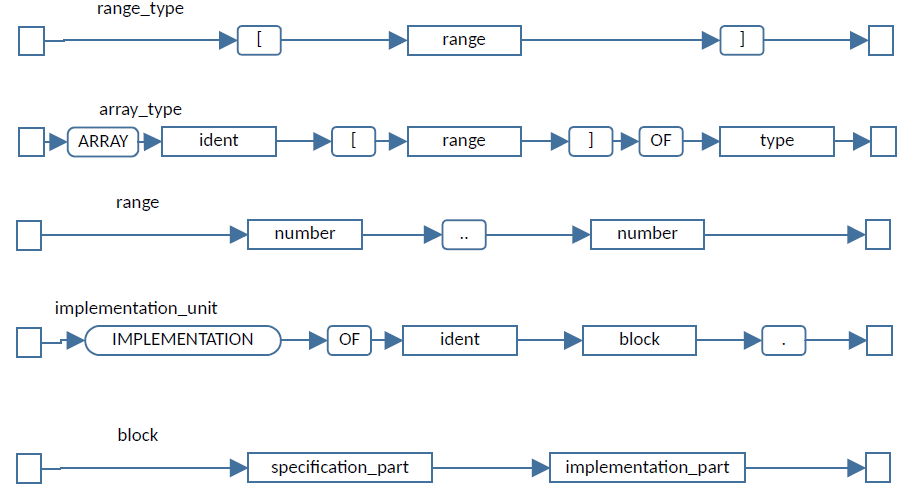 range_type
[ range ]
array_type
ARRAY ident [ range ] OF type
range
number .. number
implementation_unit
IMPLEMENTATION OF ident block .
block
specification_part implementation_part